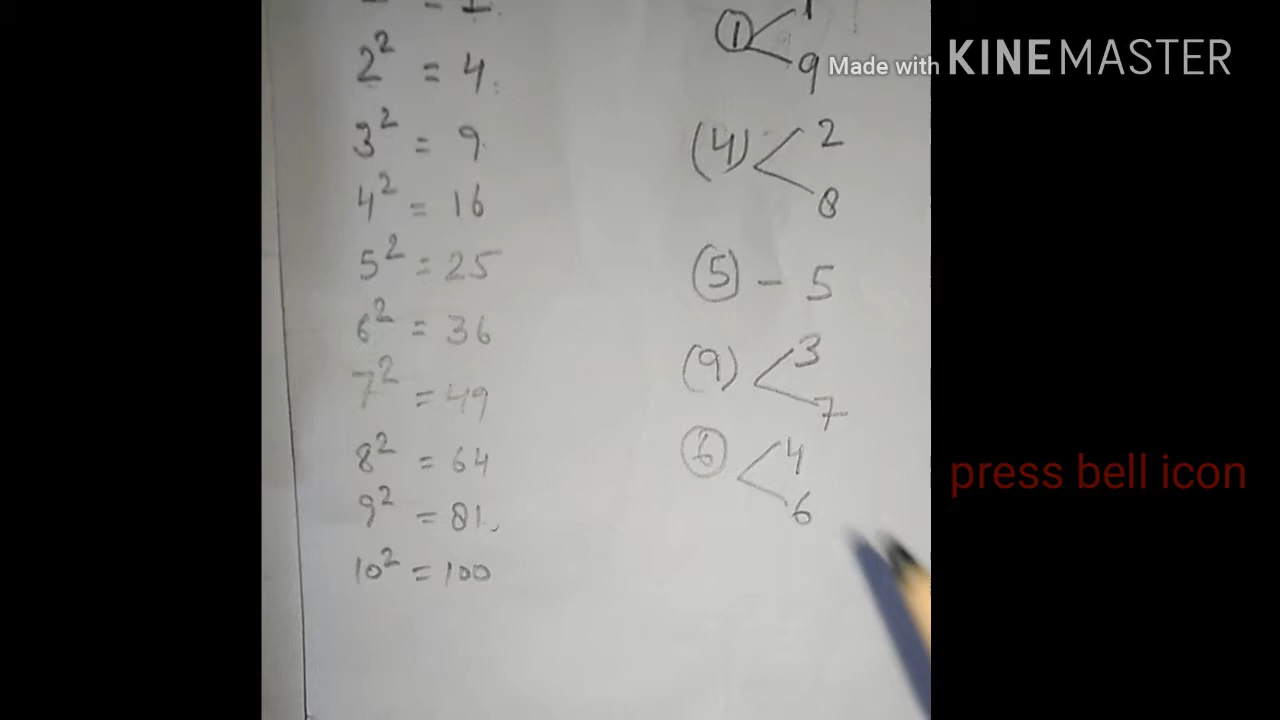 2² = 4
3² = 9
4² = 16
5² = 25
6² = 36
7² = 49
8² = 64
9² = 81
10² = 100
1 < 1
9
(4) < 2
8
5 - 5
(9) < 3
7
6 < 4
6
Made with KINEMASTER
press bell icon